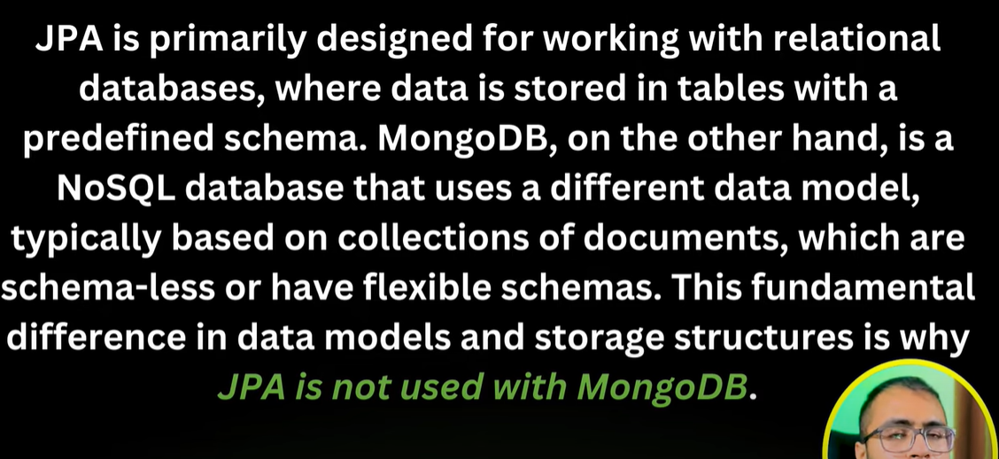 JPA is primarily designed for working with relational
databases, where data is stored in tables with a
predefined schema. MongoDB, on the other hand, is a
NoSQL database that uses a different data model,
typically based on collections of documents, which are
schema-less or have flexible schemas. This fundamental
difference in data models and storage structures is why
JPA is not used with MongoDB.